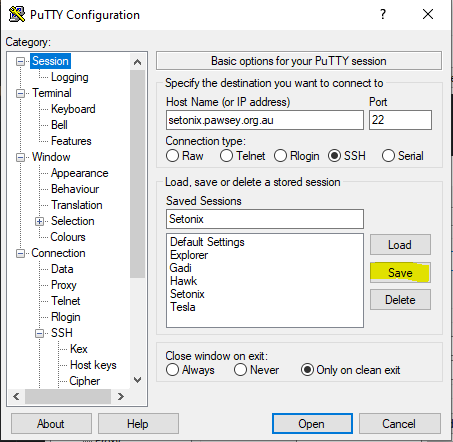 PuTTY Configuration
? ×
Category:
Session
Logging
Terminal
Keyboard
Bell
Features
Window
Appearance
Behaviour
Translation
Selection
Colours
Connection
Data
Proxy
Telnet
Rlogin
SSH
Kex
Host keys
Cipher
Basic options for your PuTTY session
Specify the destination you want to connect to
Host Name (or IP address) Port
setonix.pawsey.org.au 22
Connection type:
Raw Telnet Rlogin SSH Serial
Load, save or delete a stored session
Saved Sessions
Setonix
Default Settings
Explorer
Gadi
Hawk
Setonix
Tesla
Load
Save
Delete
Close window on exit:
Always Never Only on clean exit
About Help Open Cancel